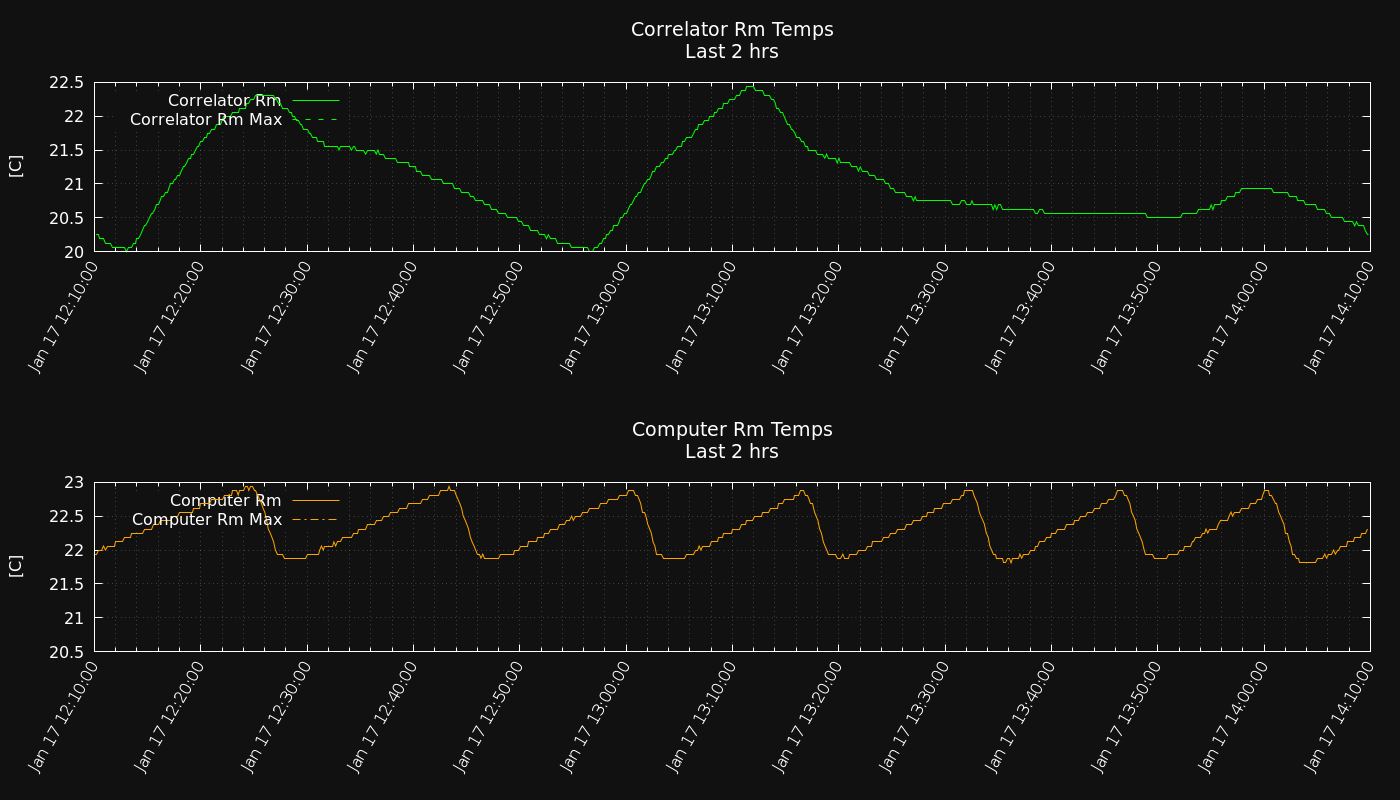 Correlator Rm Temps
Last 2 hrs
22.5
22
21.5
21
20.5
20
[C]
Correlator Rm
Correlator Rm Max
Jan 17 12:10:00
Jan 17 12:20:00
Jan 17 12:30:00
Jan 17 12:40:00
Jan 17 12:50:00
Jan 17 13:00:00
Jan 17 13:10:00
Jan 17 13:20:00
Jan 17 13:30:00
Jan 17 13:40:00
Jan 17 13:50:00
Jan 17 14:00:00
Jan 17 14:10:00
Computer Rm Temps
Last 2 hrs
23
22.5
22
21.5
21
20.5
[C]
Computer Rm
Computer Rm Max
Jan 17 12:10:00
Jan 17 12:20:00
Jan 17 12:30:00
Jan 17 12:40:00
Jan 17 12:50:00
Jan 17 13:00:00
Jan 17 13:10:00
Jan 17 13:20:00
Jan 17 13:30:00
Jan 17 13:40:00
Jan 17 13:50:00
Jan 17 14:00:00
Jan 17 14:10:00